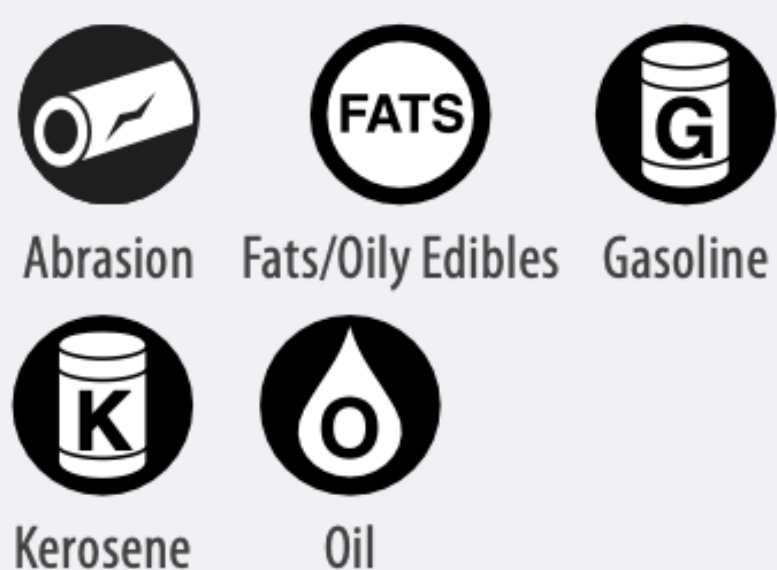 FATS
G
Abrasion
Fats/Oily Edibles
Gasoline
K
O
Kerosene
Oil